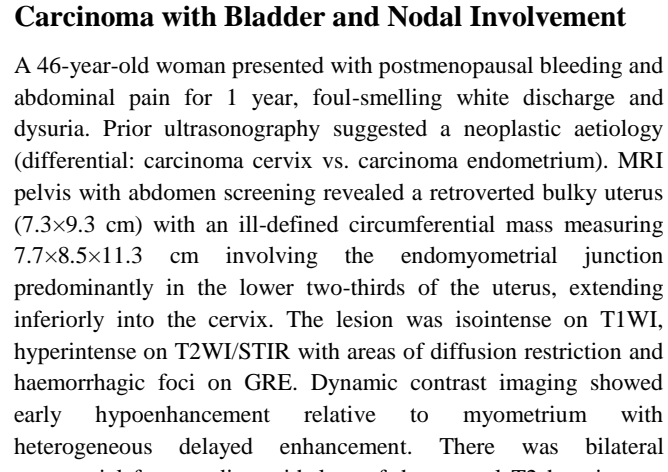 Carcinoma with Bladder and Nodal Involvement
A 46-year-old woman presented with postmenopausal bleeding and
abdominal pain for 1 year, foul-smelling white discharge and
dysuria. Prior ultrasonography suggested a neoplastic aetiology
(differential: carcinoma cervix vs. carcinoma endometrium). MRI
pelvis with abdomen screening revealed a retroverted bulky uterus
(7.3×9.3 cm) with an ill-defined circumferential mass measuring
7.7×8.5×11.3 cm involving the endomyometrial junction
predominantly in the lower two-thirds of the uterus, extending
inferiorly into the cervix. The lesion was isointense on T1WI,
hyperintense on T2WI/STIR with areas of diffusion restriction and
haemorrhagic foci on GRE. Dynamic contrast imaging showed
early hypoenhancement relative to myometrium with
heterogeneous delayed enhancement. There was bilateral